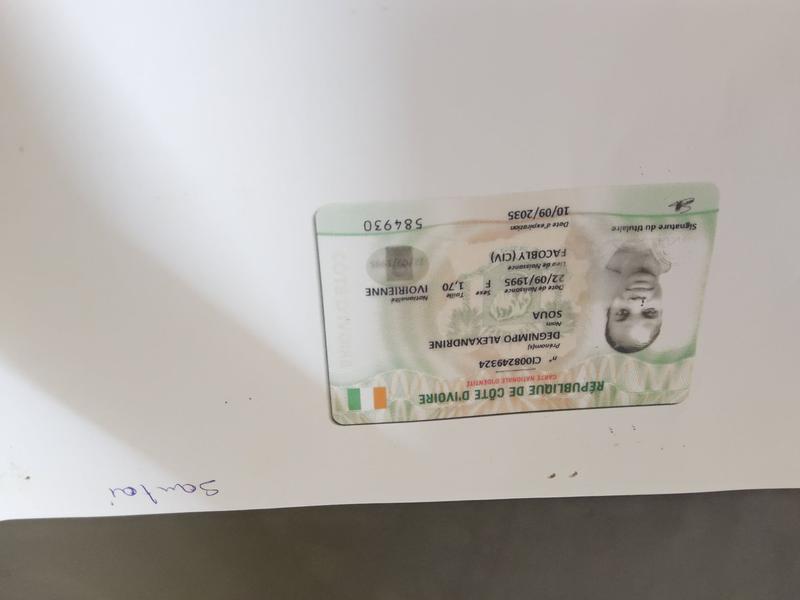 RÉPUBLIQUE DE CÔTE D'IVOIRE
CARTE NATIONALE D'IDENTITÉ
n° CI008249324
Prénom(s)
DEGNIMPO ALEXANDRINE
Nom
SOUA
Date de Naissance Sexe Taille Nationalité
22/09/1995 F 1,70 IVOIRIENNE
Lieu de Naissance
FACOBLY (CIV)
Date d'expiration
10/09/2035
584930
Signature du titulaire